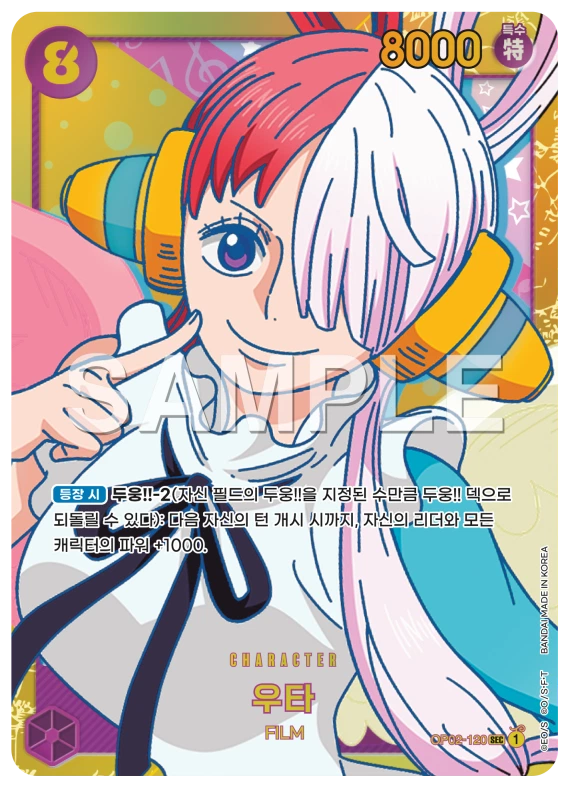 8
8000
특수
特
SAMPLE
등장 시 두웅!!-2(자신 필드의 두웅!!을 지정된 수만큼 두웅!! 덱으로
되돌릴 수 있다): 다음 자신의 턴 개시 시까지, 자신의 리더와 모든
캐릭터의 파워 +1000.
CHARACTER
우타
FILM
OP02-120 SEC 1
©E.O./S. ©O./S.F.T BANDAI MADE IN KOREA